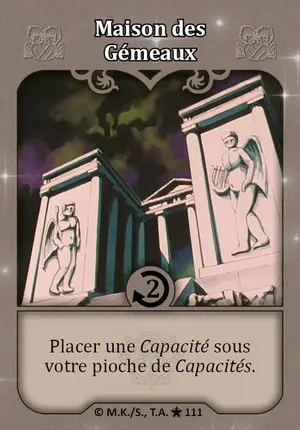 Maison des
Gémeaux
2
Placer une Capacité sous
votre pioche de Capacités.
© M.K./S., T.A. ★ 111